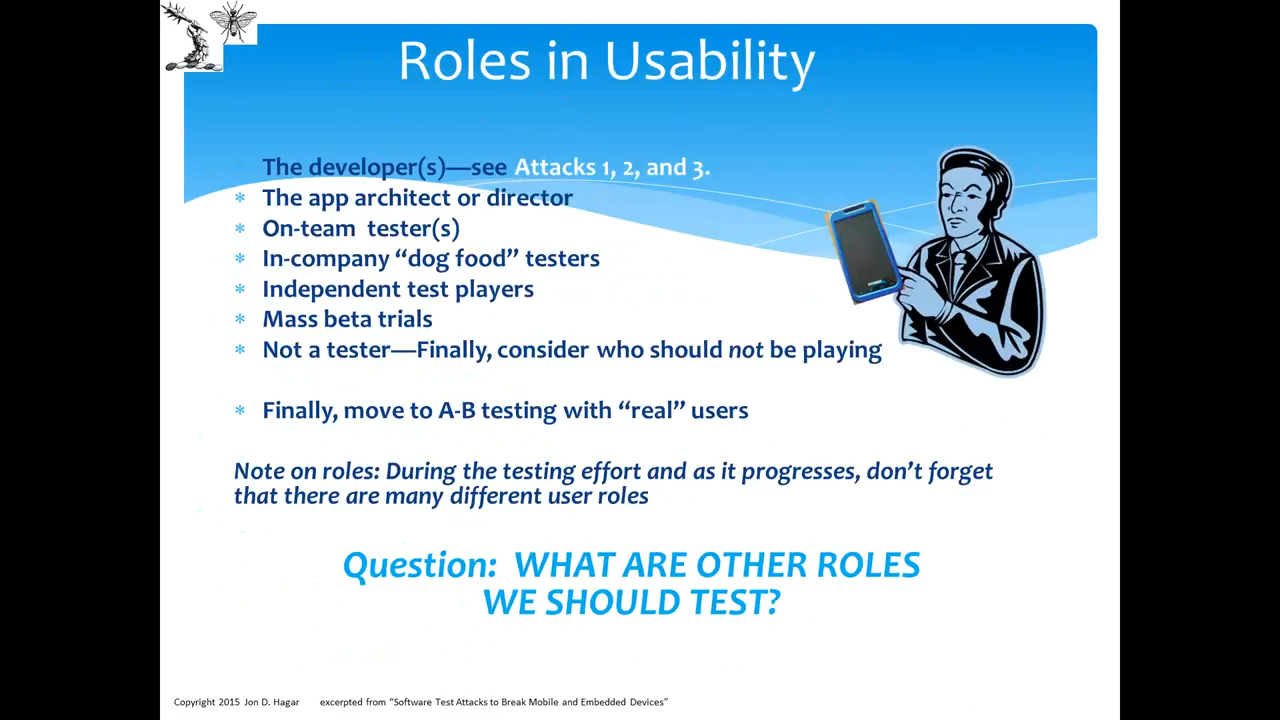 Roles in Usability
The developer(s)—see Attacks 1, 2, and 3.
* The app architect or director
* On-team tester(s)
* In-company “dog food” testers
* Independent test players
* Mass beta trials
* Not a tester—Finally, consider who should not be playing
* Finally, move to A-B testing with “real” users
Note on roles: During the testing effort and as it progresses, don’t forget
that there are many different user roles
Question: WHAT ARE OTHER ROLES
WE SHOULD TEST?
Copyright 2015 Jon D. Hagar excerpted from “Software Test Attacks to Break Mobile and Embedded Devices”